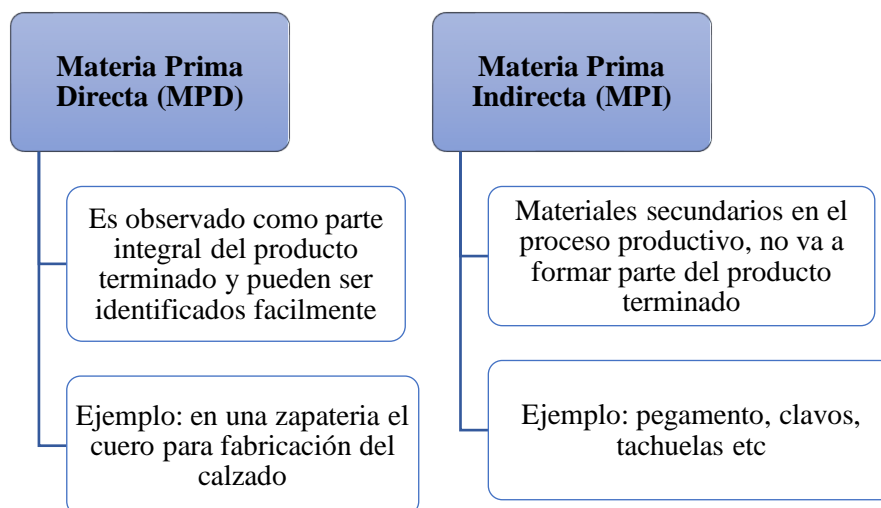 Materia Prima
Directa (MPD)
Es observado como parte
integral del producto
terminado y pueden ser
identificados facilmente
Ejemplo: en una zapateria el
cuero para fabricación del
calzado
Materia Prima
Indirecta (MPI)
Materiales secundarios en el
proceso productivo, no va a
formar parte del producto
terminado
Ejemplo: pegamento, clavos,
tachuelas etc